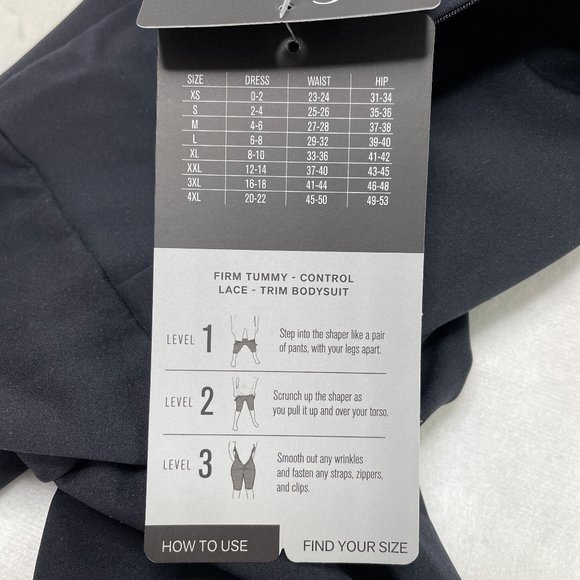 SIZE DRESS WAIST HIP
XS 0-2 23-24 31-34
S 2-4 25-26 35-36
M 4-6 27-28 37-38
L 6-8 29-32 39-40
XL 8-10 33-36 41-42
XXL 12-14 37-40 43-45
3XL 16-18 41-44 46-48
4XL 20-22 45-50 49-53
FIRM TUMMY - CONTROL
LACE - TRIM BODYSUIT
LEVEL 1
Step into the shaper like a pair
of pants, with your legs apart.
LEVEL 2
Scrunch up the shaper as
you pull it up and over your torso.
LEVEL 3
Smooth out any wrinkles
and fasten any straps, zippers,
and clips.
HOW TO USE
FIND YOUR SIZE